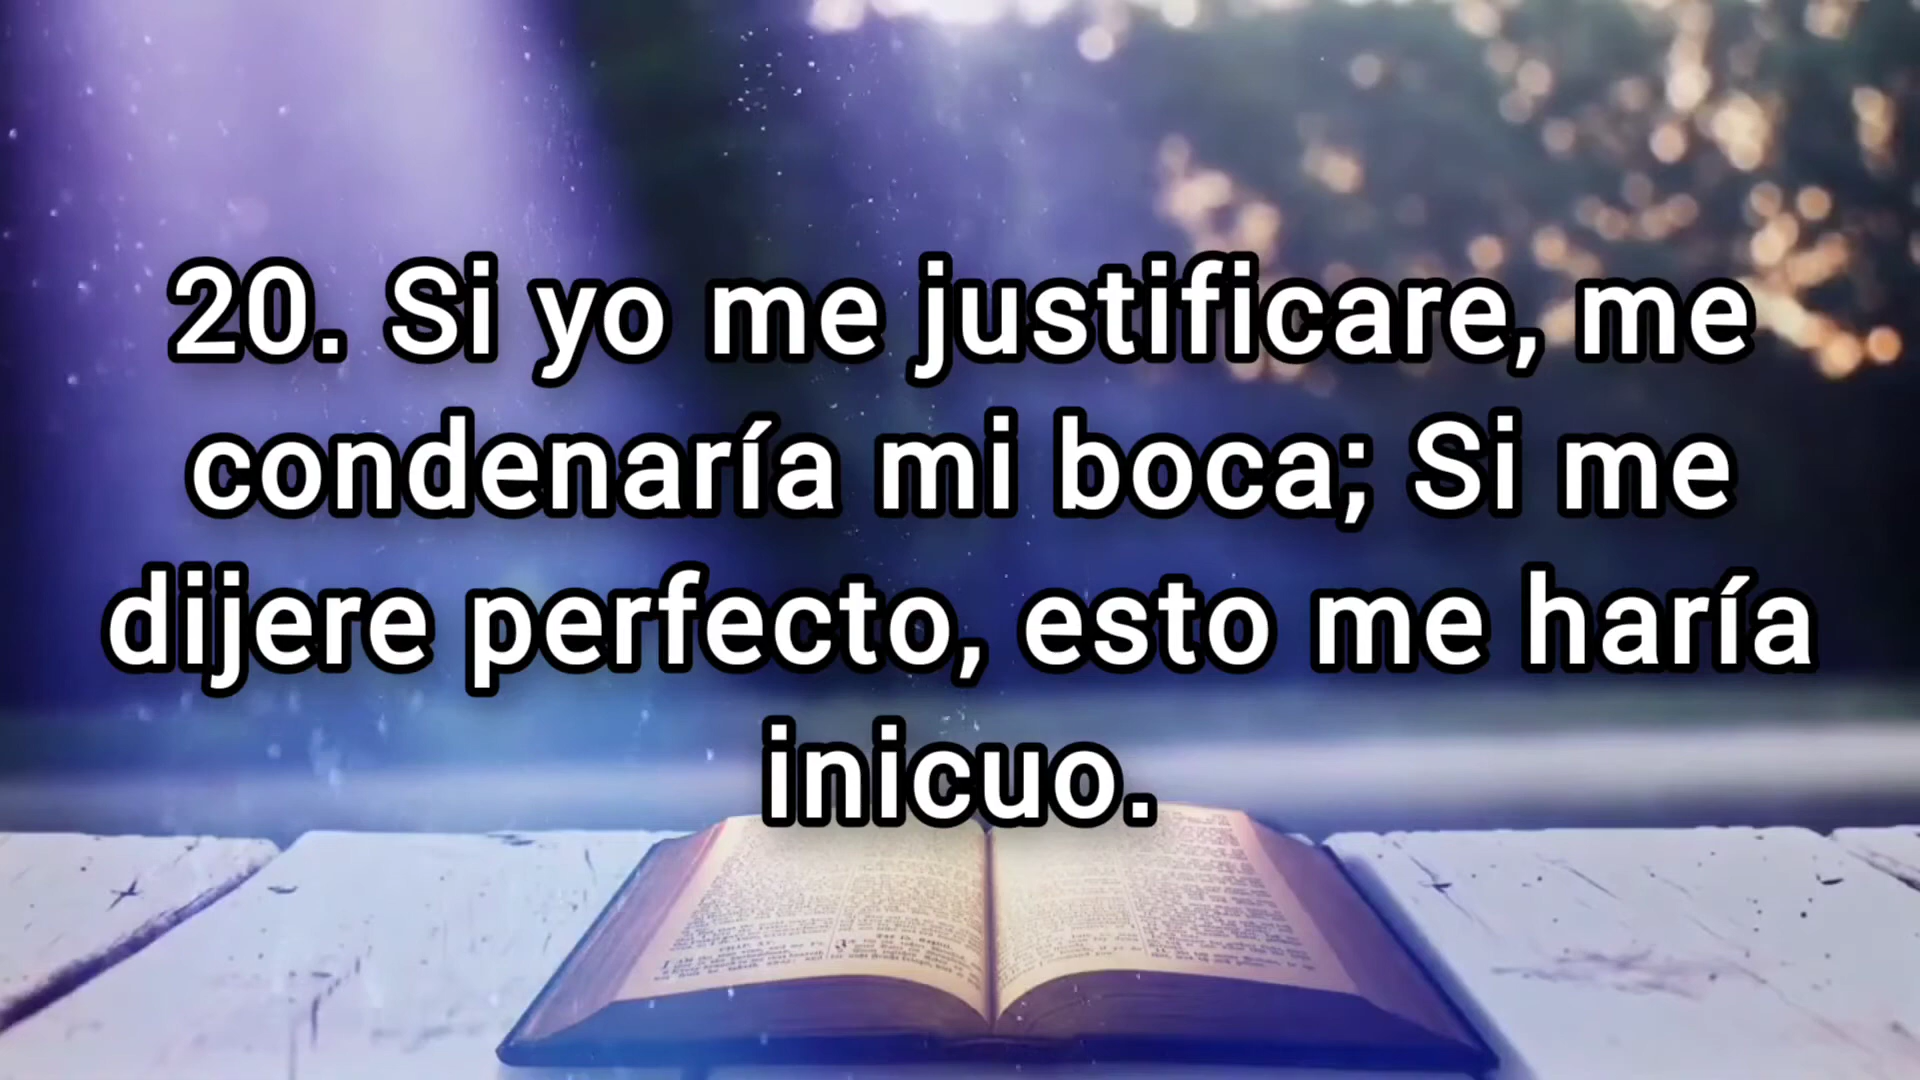 20. Si yo me justificare, me
condenaría mi boca; Si me
dijere perfecto, esto me haría
inicuo.